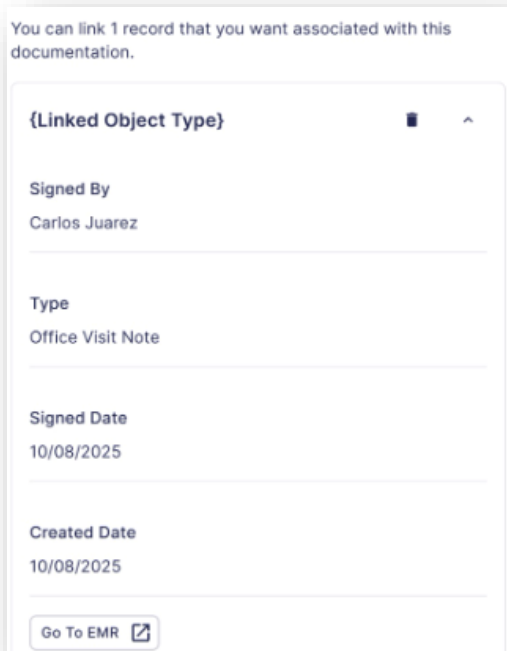 You can link 1 record that you want associated with this
documentation.
{Linked Object Type}
Signed By
Carlos Juarez
Type
Office Visit Note
Signed Date
10/08/2025
Created Date
10/08/2025
Go To EMR